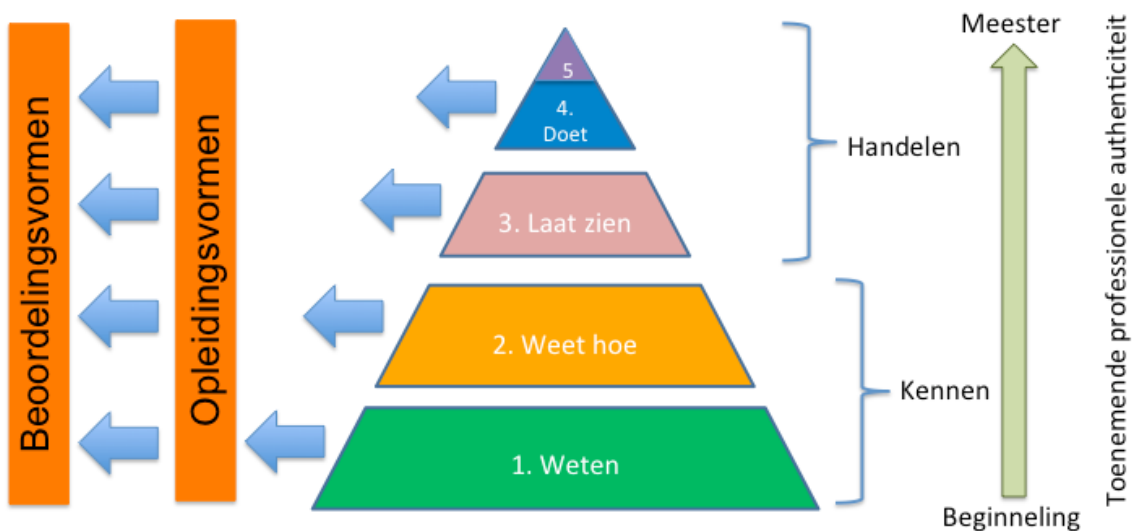 Beoordelingsvormen
Opleidingsvormen
5
4.
Doet
3. Laat zien
2. Weet hoe
1. Weten
Handelen
Kennen
Meester
Beginneling
Toenemende professionele authenticiteit